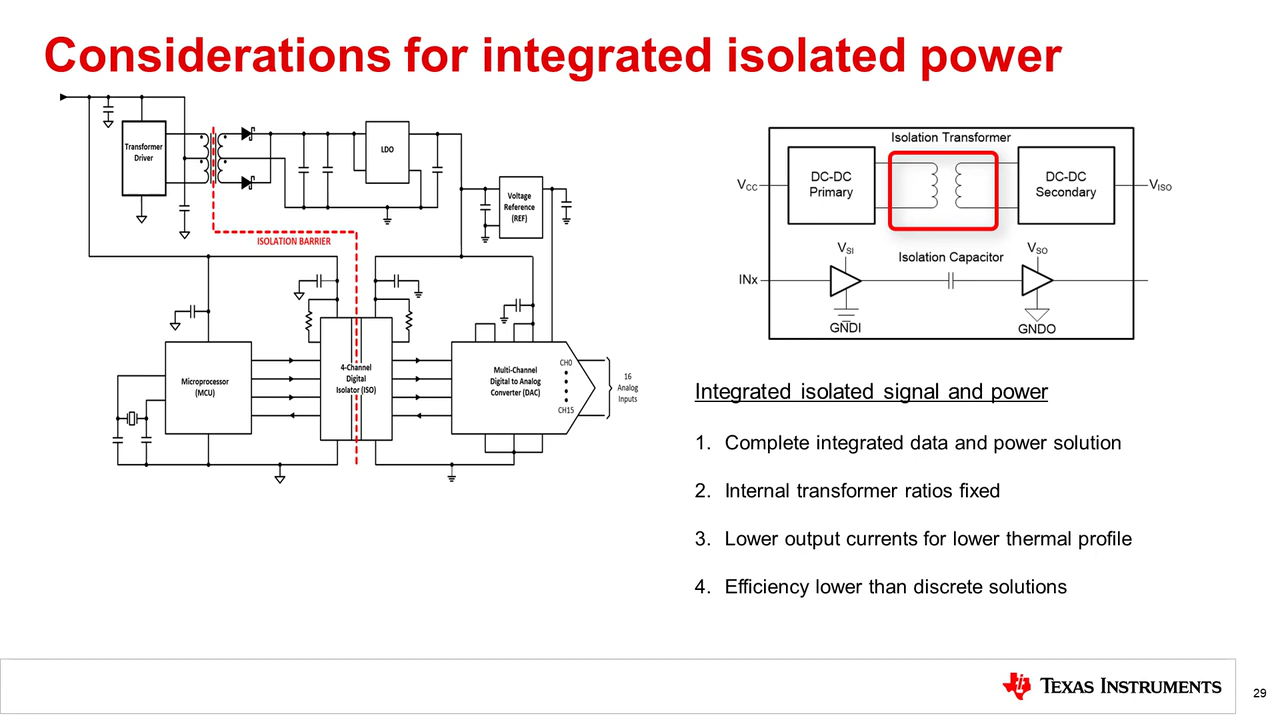 Considerations for integrated isolated power
Transformer
Driver
LDO
Voltage
Reference
(REF)
ISOLATION BARRIER
Microprocessor
(MCU)
4-Channel
Digital
Isolator (ISO)
Multi-Channel
Digital to Analog
Converter (DAC)
CH0
CH15
16
Analog
Inputs
Isolation Transformer
DC-DC
Primary
DC-DC
Secondary
VCC
VISO
VSI
Isolation Capacitor
VSO
INx
GNDI
GNDO
Integrated isolated signal and power
1. Complete integrated data and power solution
2. Internal transformer ratios fixed
3. Lower output currents for lower thermal profile
4. Efficiency lower than discrete solutions
TEXAS INSTRUMENTS
29